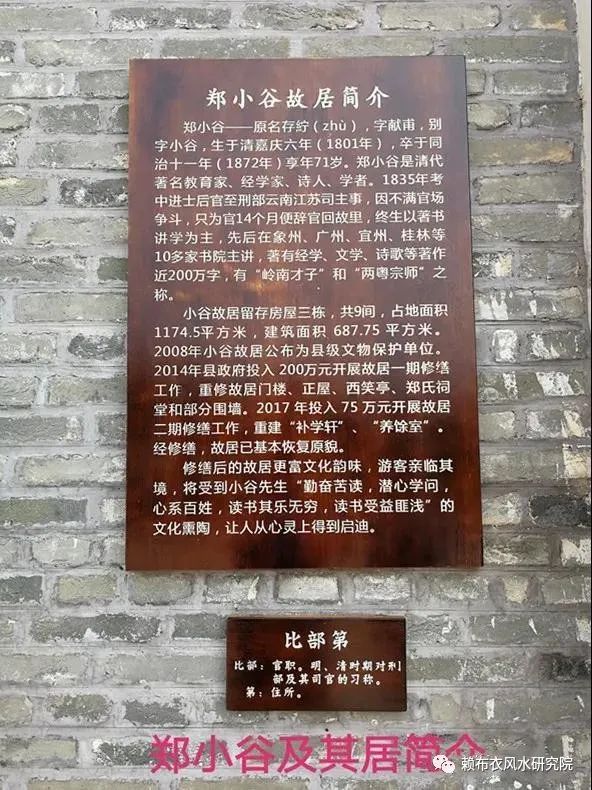 郑小谷故居简介
郑小谷——原名存紵（zhù），字献甫，别
字小谷，生于清嘉庆六年（1801年），卒于同
治十一年（1872年）享年71岁。郑小谷是清代
著名教育家、经学家、诗人、学者。1835年考
中进士后官至刑部云南江苏司主事，因不满官场
争斗，只为官14个月便辞官回故里，终生以著书
讲学为主，先后在象州、广州、宜州、桂林等
10多家书院主讲，著有经学、文学、诗歌等著作
近200万字，有“岭南才子”和“两粤宗师”之
称。
小谷故居留存房屋三栋，共9间，占地面积
1174.5平方米，建筑面积 687.75 平方米。
2008年小谷故居公布为县级文物保护单位。
2014年县政府投入 200万元开展故居一期修缮
工作，重修故居门楼、正屋、西笑亭、郑氏祠
堂和部分围墙。2017 年投入 75 万元开展故居
二期修缮工作，重建“补学轩”、“养馀室”。
经修缮，故居已基本恢复原貌。
修缮后的故居更富文化韵味，游客亲临其
境，将受到小谷先生“勤奋苦读，潜心学问，
心系百姓，读书其乐无穷，读书受益匪浅”的
文化熏陶，让人从心灵上得到启迪。
比部第
比部：官职。明、清时期对刑
部及其司官的习称。
第：住所。
郑小谷及其居简介
赖布衣风水研究院